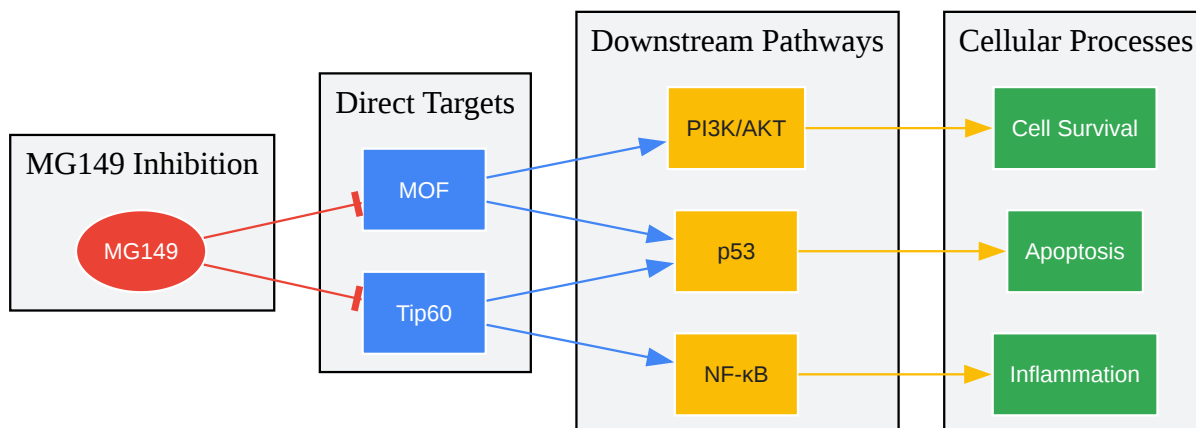 MG149 Inhibition
MG149
Direct Targets
MOF
Tip60
Downstream Pathways
PI3K/AKT
p53
NF-κB
Cellular Processes
Cell Survival
Apoptosis
Inflammation